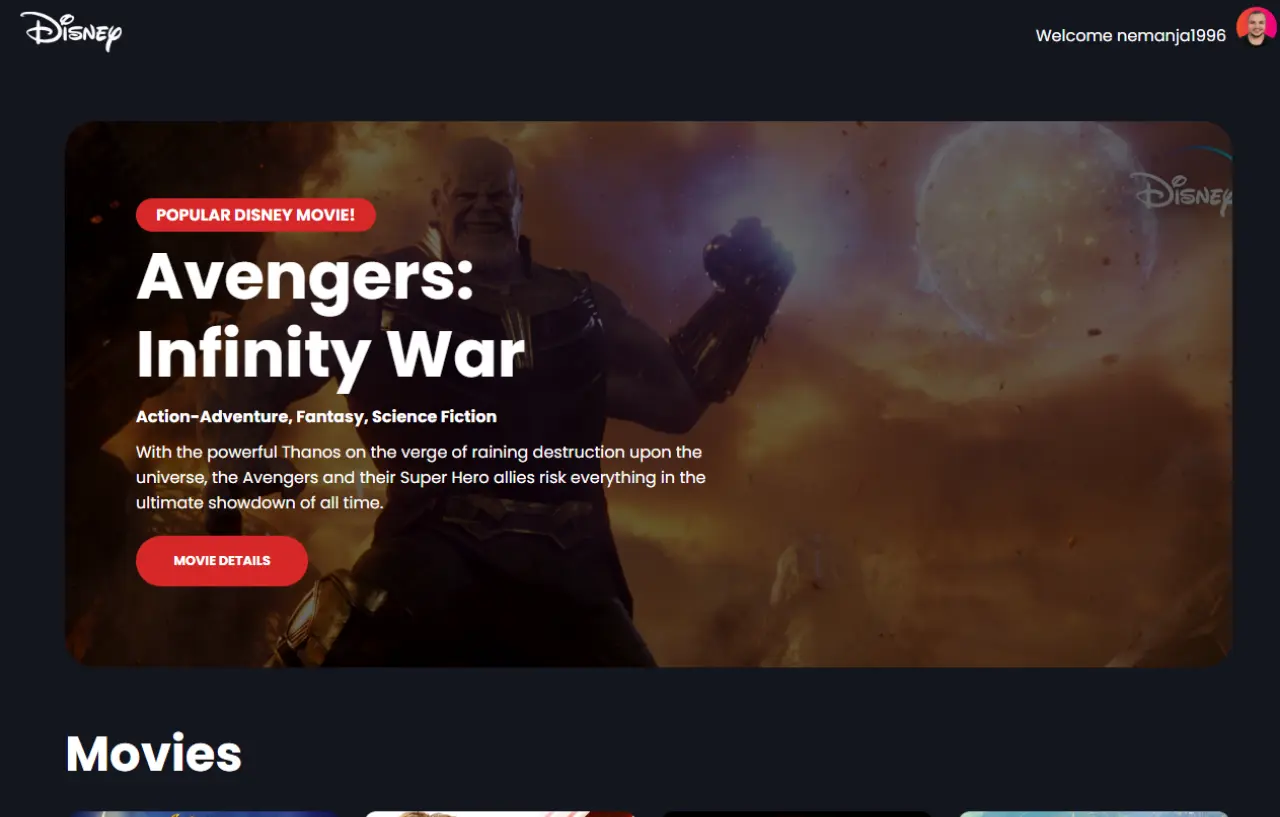 Disney
Welcome nemanja1996
Disney
POPULAR DISNEY MOVIE!
Avengers:
Infinity War
Action-Adventure, Fantasy, Science Fiction
With the powerful Thanos on the verge of raining destruction upon the
universe, the Avengers and their Super Hero allies risk everything in the
ultimate showdown of all time.
MOVIE DETAILS
Movies